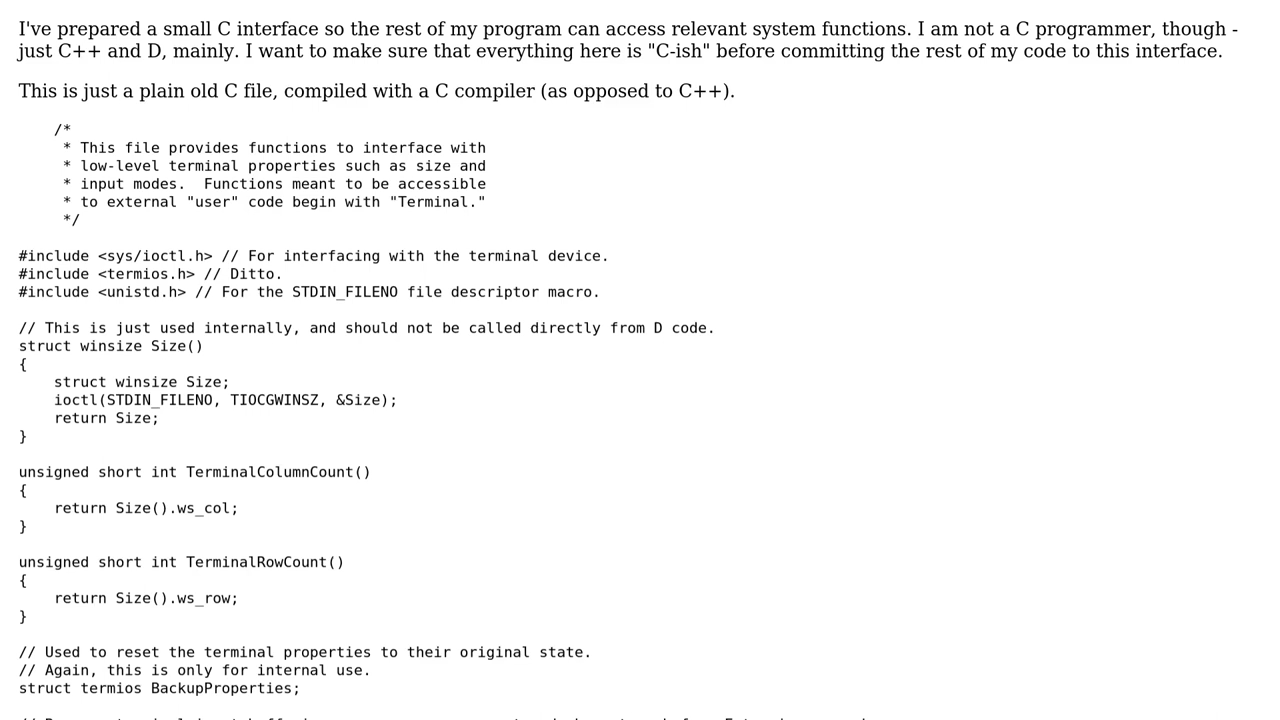 I've prepared a small C interface so the rest of my program can access relevant system functions. I am not a C programmer, though -
just C++ and D, mainly. I want to make sure that everything here is "C-ish" before committing the rest of my code to this interface.
This is just a plain old C file, compiled with a C compiler (as opposed to C++).
/*
* This file provides functions to interface with
* low-level terminal properties such as size and
* input modes.  Functions meant to be accessible
* to external "user" code begin with "Terminal."
*/
#include <sys/ioctl.h> // For interfacing with the terminal device.
#include <termios.h> // Ditto.
#include <unistd.h> // For the STDIN_FILENO file descriptor macro.
// This is just used internally, and should not be called directly from D code.
struct winsize Size()
{
    struct winsize Size;
    ioctl(STDIN_FILENO, TIOCGWINSZ, &Size);
    return Size;
}
unsigned short int TerminalColumnCount()
{
    return Size().ws_col;
}
unsigned short int TerminalRowCount()
{
    return Size().ws_row;
}
// Used to reset the terminal properties to their original state.
// Again, this is only for internal use.
struct termios BackupProperties;